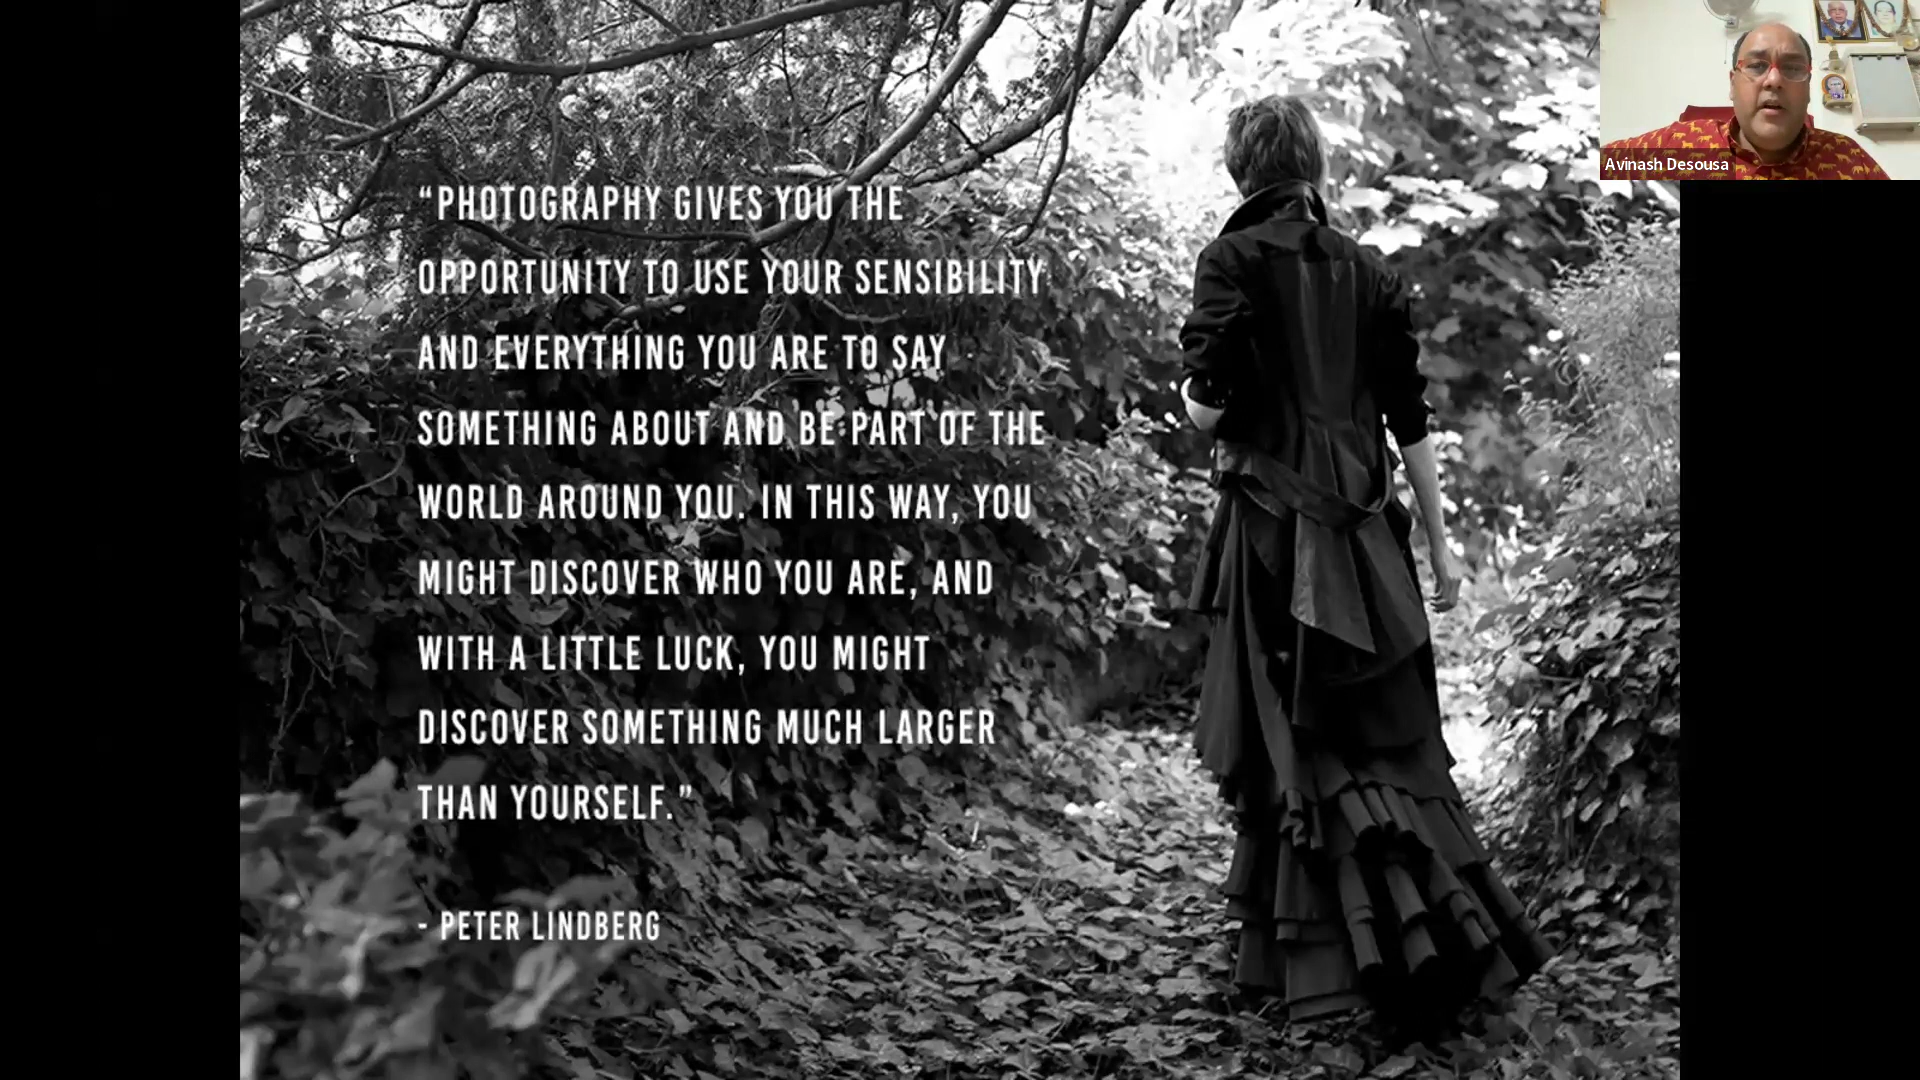 “PHOTOGRAPHY GIVES YOU THE
OPPORTUNITY TO USE YOUR SENSIBILITY
AND EVERYTHING YOU ARE TO SAY
SOMETHING ABOUT AND BE PART OF THE
WORLD AROUND YOU. IN THIS WAY, YOU
MIGHT DISCOVER WHO YOU ARE, AND
WITH A LITTLE LUCK, YOU MIGHT
DISCOVER SOMETHING MUCH LARGER
THAN YOURSELF.”
- PETER LINDBERG
Avinash Desousa